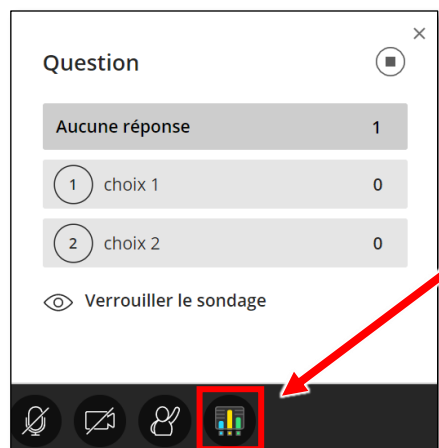 Question
Aucune réponse 1
1 choix 1 0
2 choix 2 0
Verrouiller le sondage